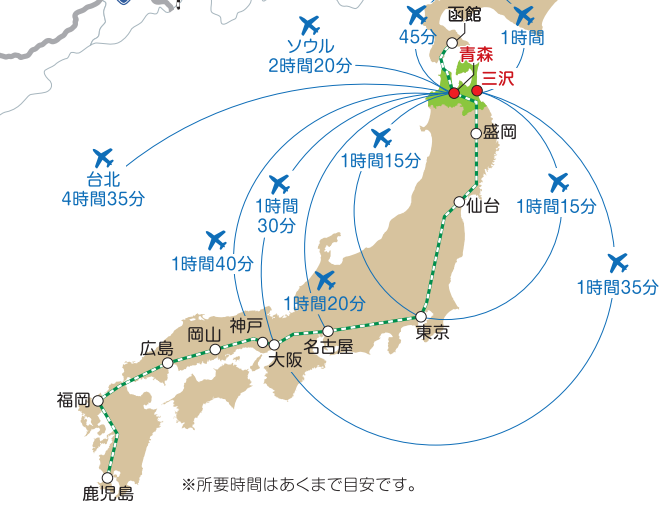 函館
45分
1時間
ソウル
2時間20分
青森
三沢
盛岡
1時間15分
台北
4時間35分
1時間
30分
仙台
1時間15分
1時間40分
1時間35分
1時間20分
神戸
東京
岡山
名古屋
広島
大阪
福岡
鹿児島
※所要時間はあくまで目安です。